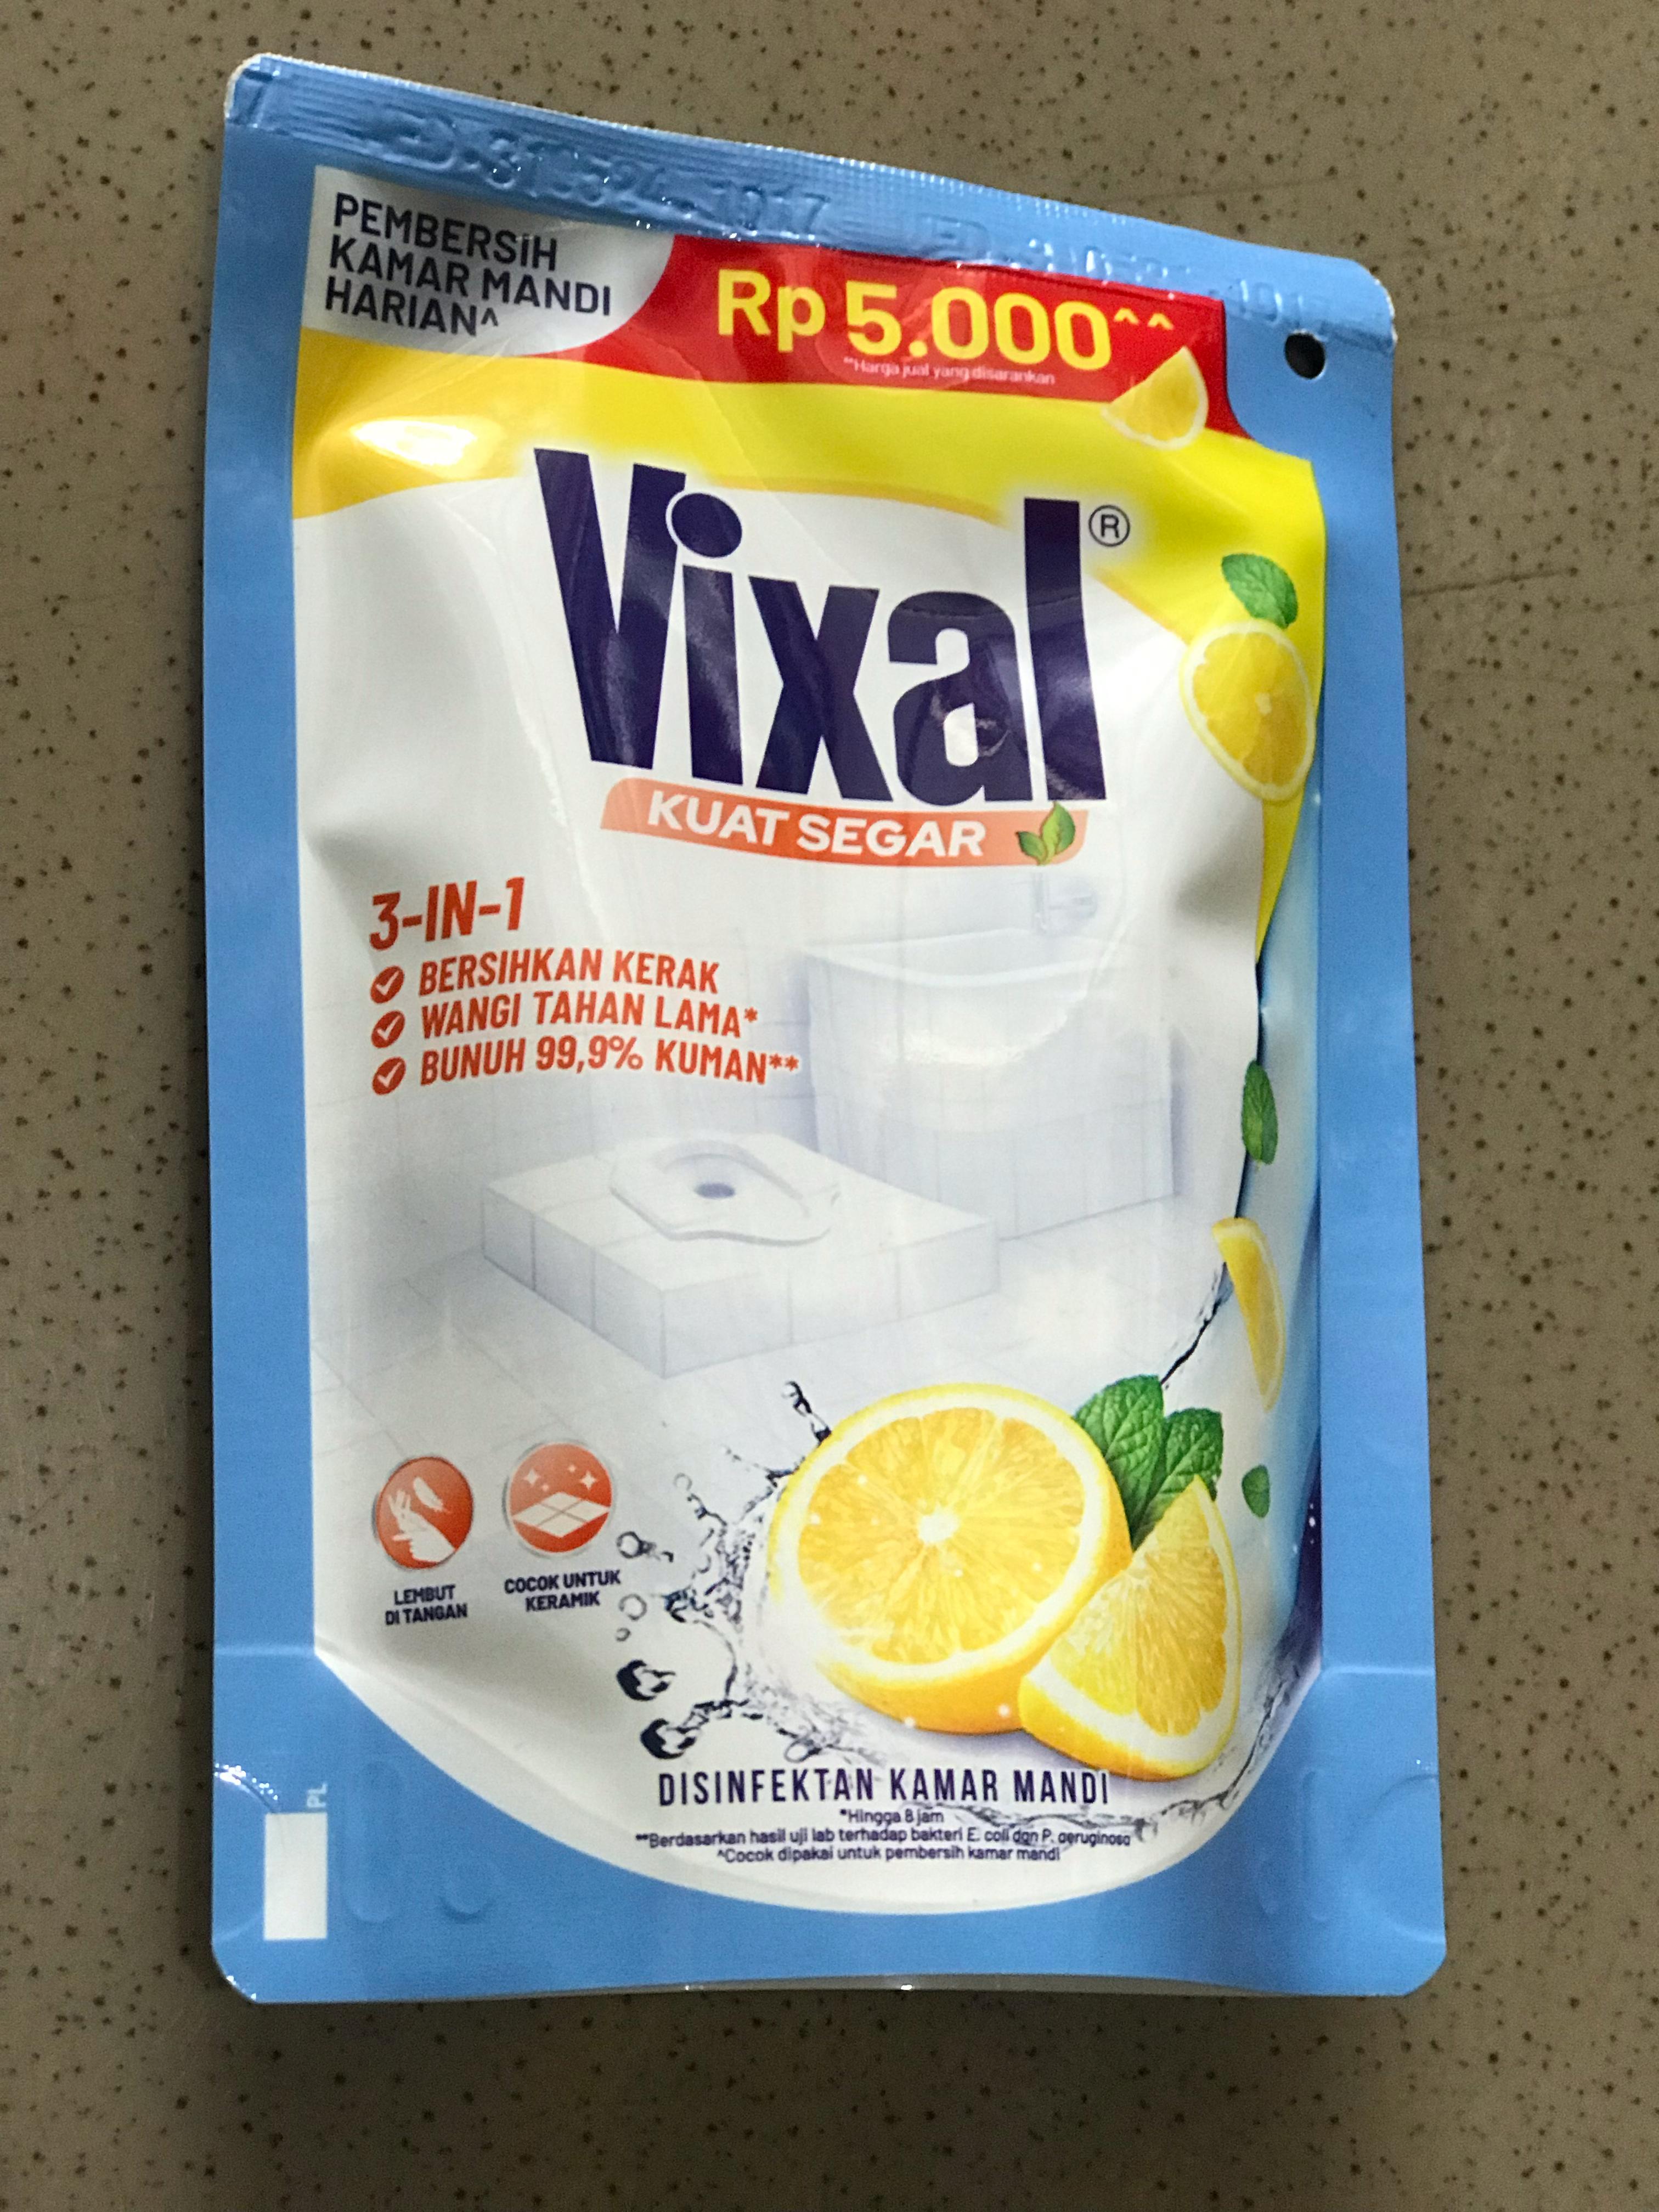 PEMBERSIH
KAMAR MANDI
HARIAN^
Rp 5.000^^
^^Harga jual yang disarankan
Vixal®
KUAT SEGAR
3-IN-1
BERSIHKAN KERAK
WANGI TAHAN LAMA*
BUNUH 99,9% KUMAN**
LEMBUT
DI TANGAN
COCOK UNTUK
KERAMIK
DISINFEKTAN KAMAR MANDI
*Hingga 8 jam
**Berdasarkan hasil uji lab terhadap bakteri E. coli dan P. aeruginosa
^Cocok dipakai untuk pembersih kamar mandi
PL